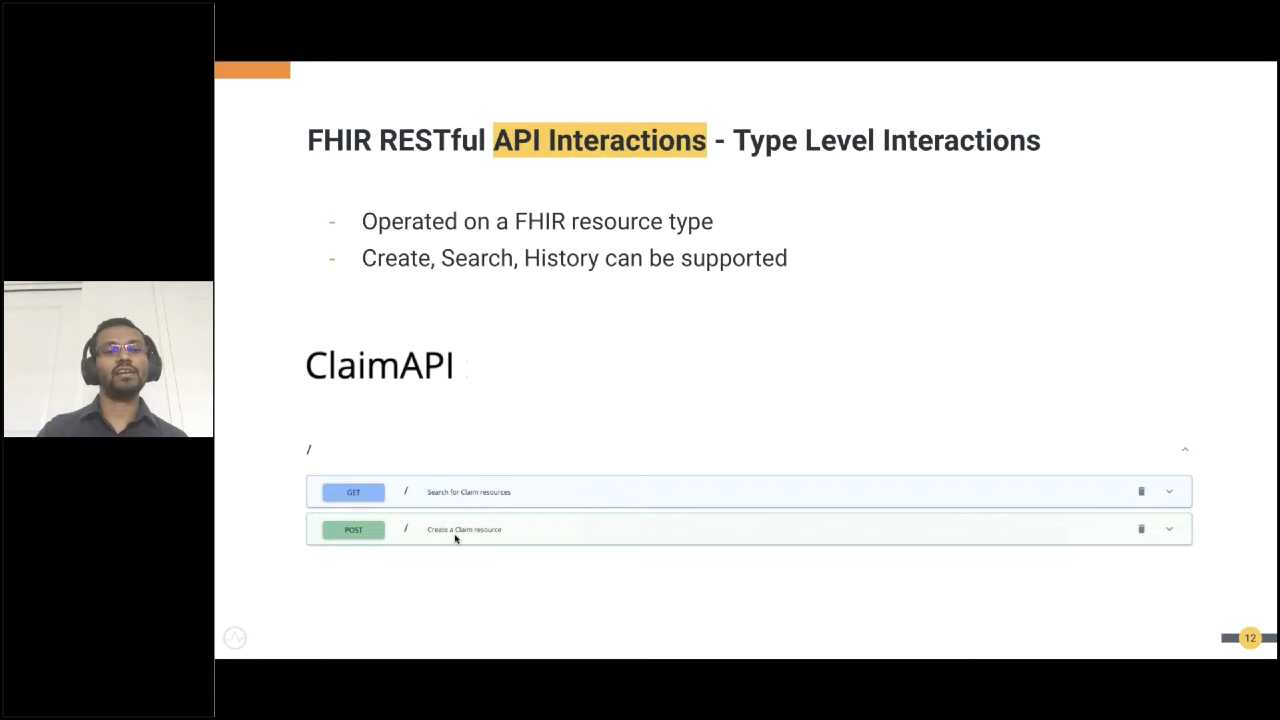 FHIR RESTful API Interactions - Type Level Interactions
- Operated on a FHIR resource type
- Create, Search, History can be supported
ClaimAPI
/
GET / Search for Claim resources
POST / Create a Claim resource
12